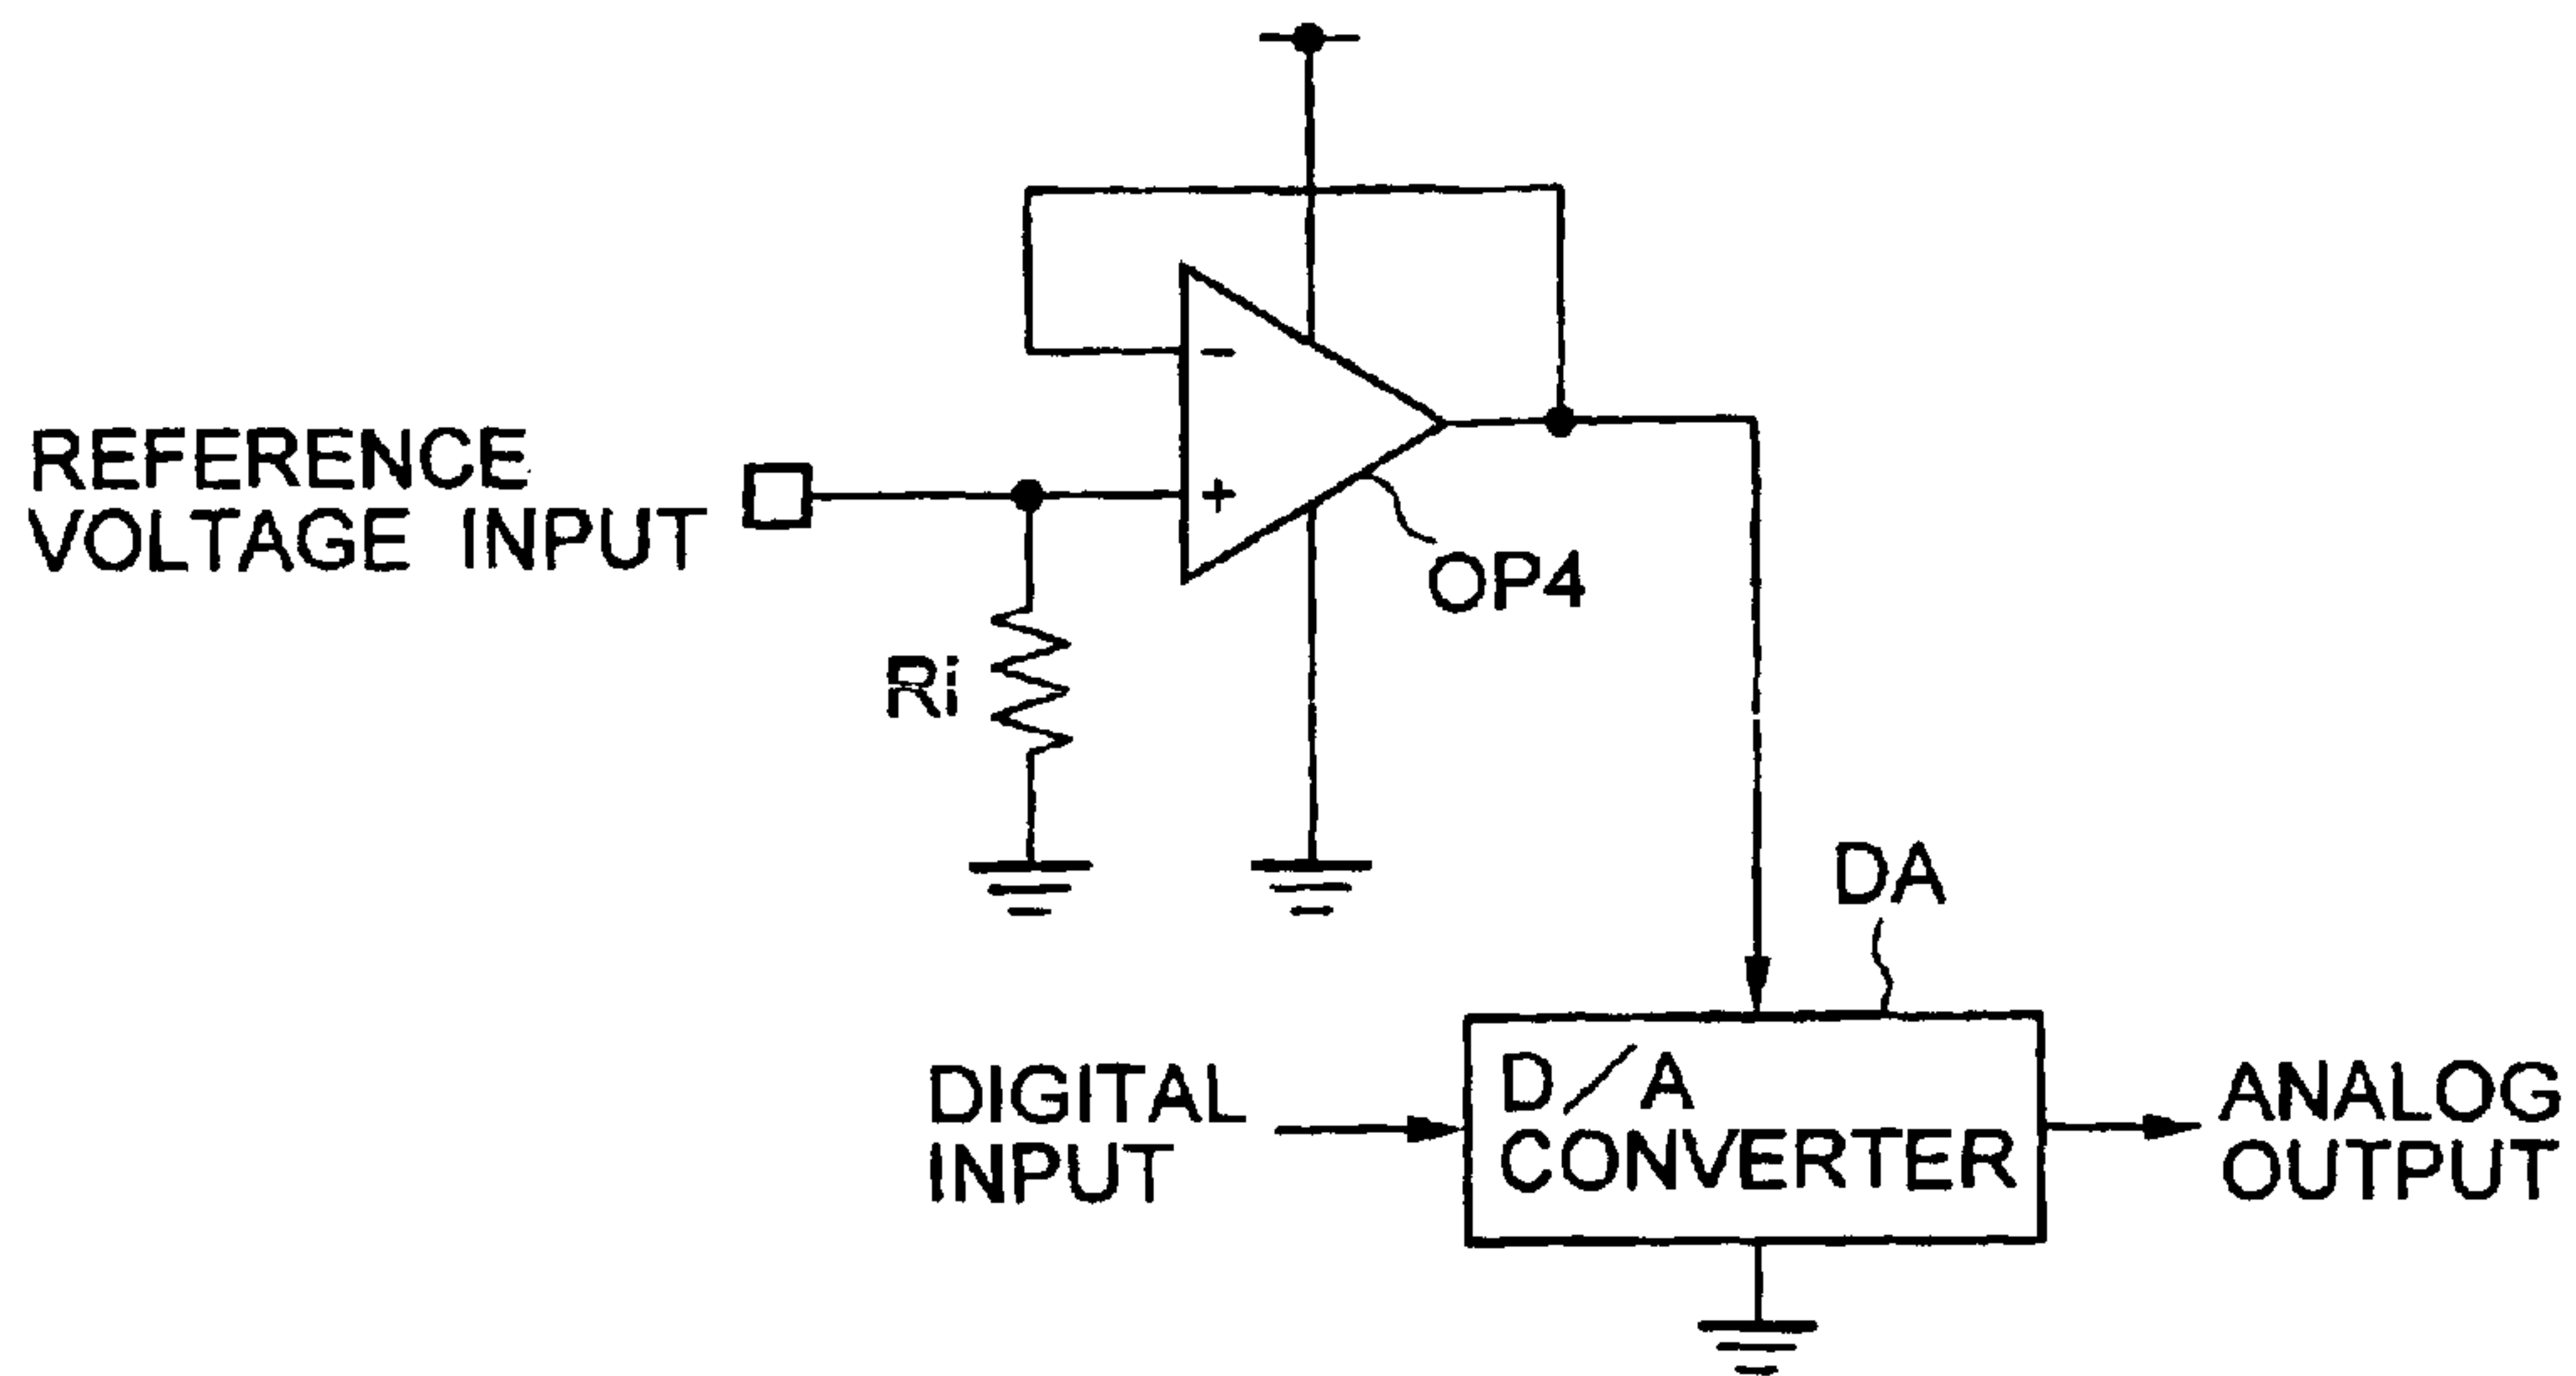 REFERENCE
VOLTAGE INPUT
−
+
OP4
Ri
DA
DIGITAL
INPUT
D/A
CONVERTER
ANALOG
OUTPUT